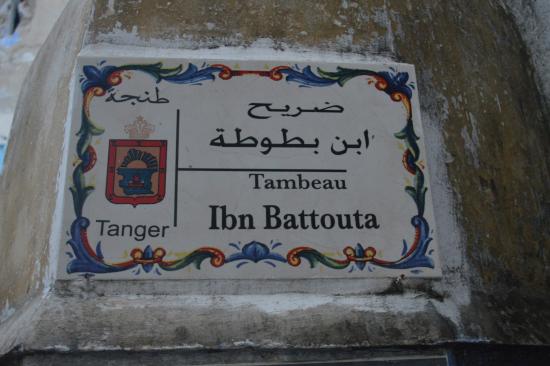 طنجة
Tanger
ضريح
ابن بطوطة
Tambeau
Ibn Battouta